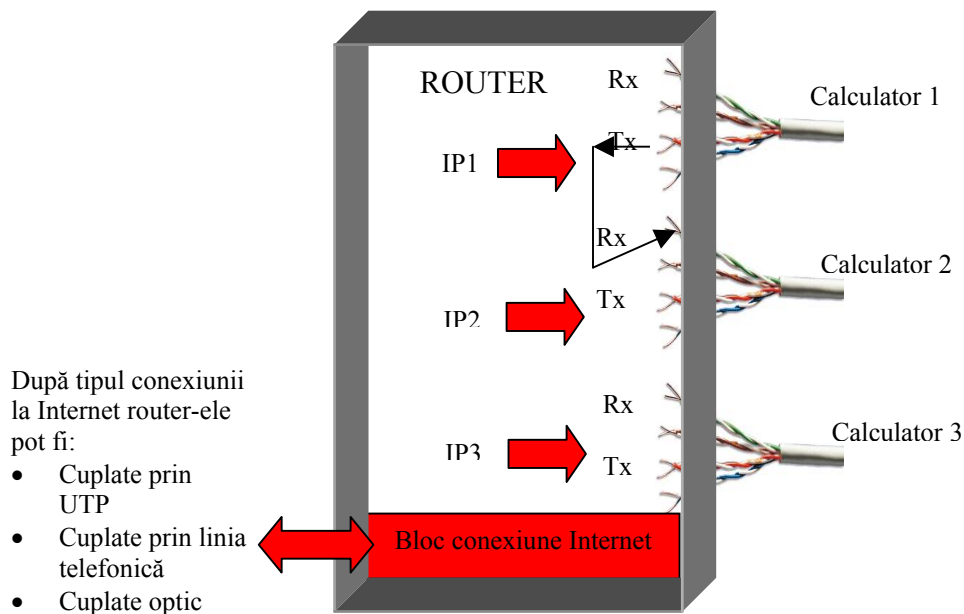 ROUTER
Rx
Calculator 1
Tx
IP1
Rx
Calculator 2
Tx
IP2
După tipul conexiunii
la Internet router-ele
pot fi:
• Cuplate prin
UTP
• Cuplate prin linia
telefonică
• Cuplate optic
Rx
Calculator 3
IP3
Tx
Bloc conexiune Internet